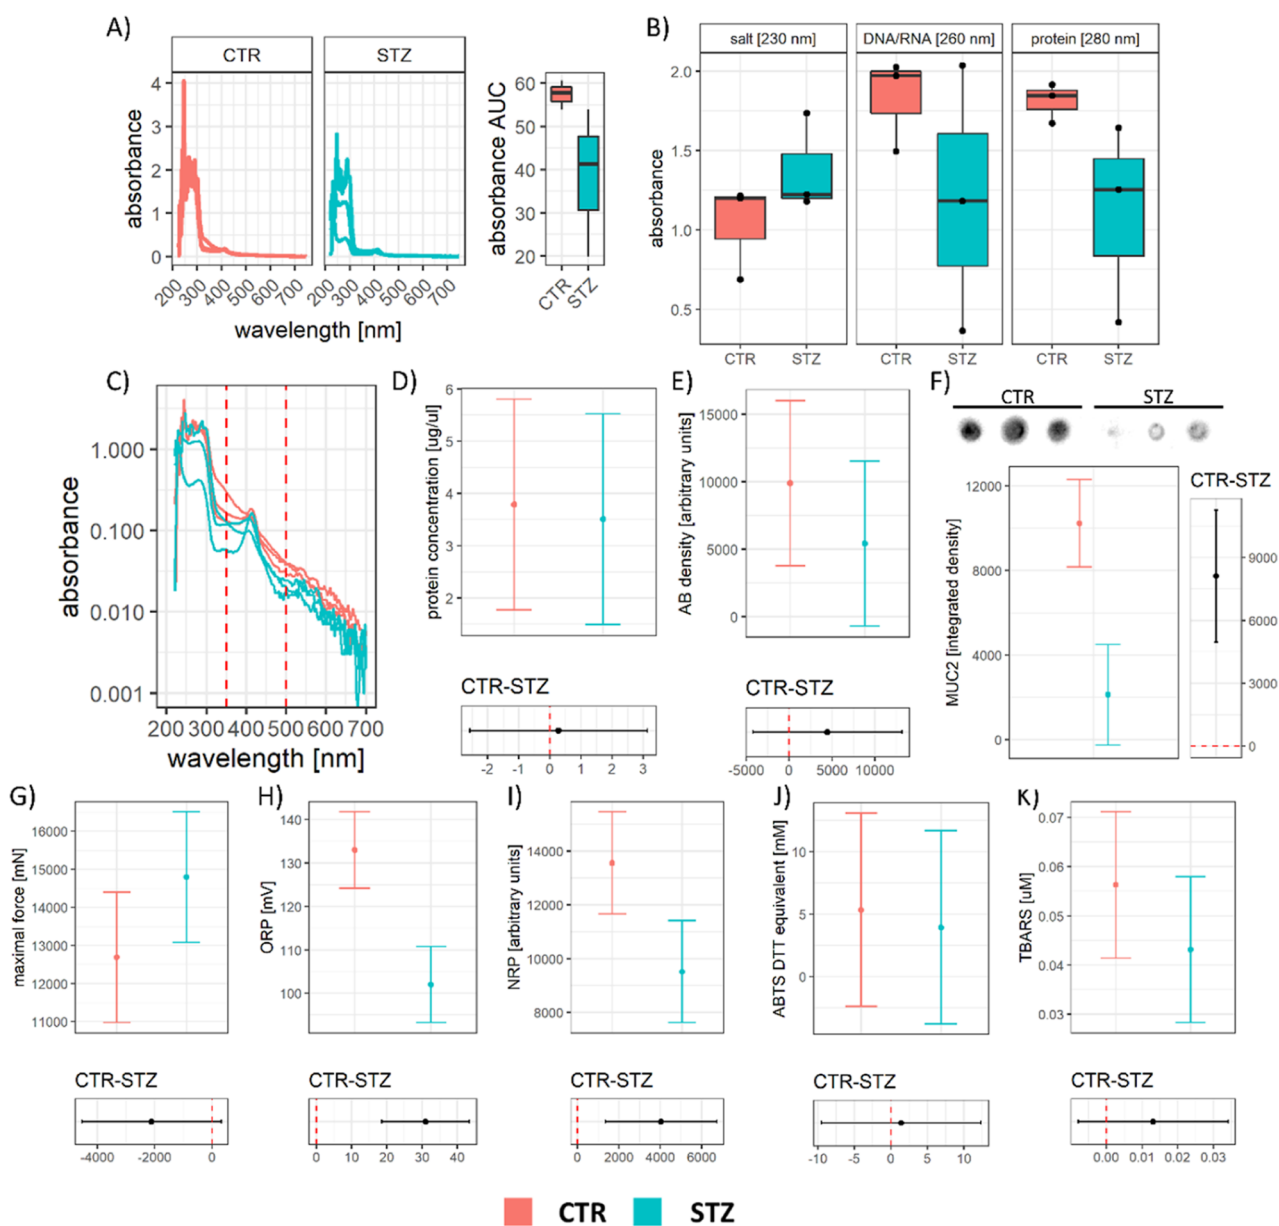 A)
CTR
STZ
absorbance
4
3
2
1
0
200
300
400
500
600
700
200
300
400
500
600
700
wavelength [nm]
absorbance AUC
60
50
40
30
20
CTR
STZ
B)
salt [230 nm]
DNA/RNA [260 nm]
protein [280 nm]
absorbance
2.0
1.5
1.0
0.5
CTR
STZ
CTR
STZ
CTR
STZ
C)
absorbance
1.000
0.100
0.010
0.001
200 300 400 500 600 700
wavelength [nm]
D)
protein concentration [ug/ul]
6
5
4
3
2
CTR-STZ
-2
-1
0
1
2
3
E)
AB density [arbitrary units]
15000
10000
5000
0
CTR-STZ
-5000
0
5000
10000
F)
CTR
STZ
MUC2 [integrated density]
12000
8000
4000
0
CTR-STZ
9000
6000
3000
0
G)
maximal force [mN]
16000
15000
14000
13000
12000
11000
CTR-STZ
-4000
-2000
0
H)
ORP [mV]
140
130
120
110
100
CTR-STZ
0
10
20
30
40
I)
NRP [arbitrary units]
14000
12000
10000
8000
CTR-STZ
0
2000
4000
6000
J)
ABTS DTT equivalent [mM]
10
5
0
CTR-STZ
-10
-5
0
5
10
K)
TBARS [uM]
0.07
0.06
0.05
0.04
0.03
CTR-STZ
0.00
0.01
0.02
0.03
CTR
STZ